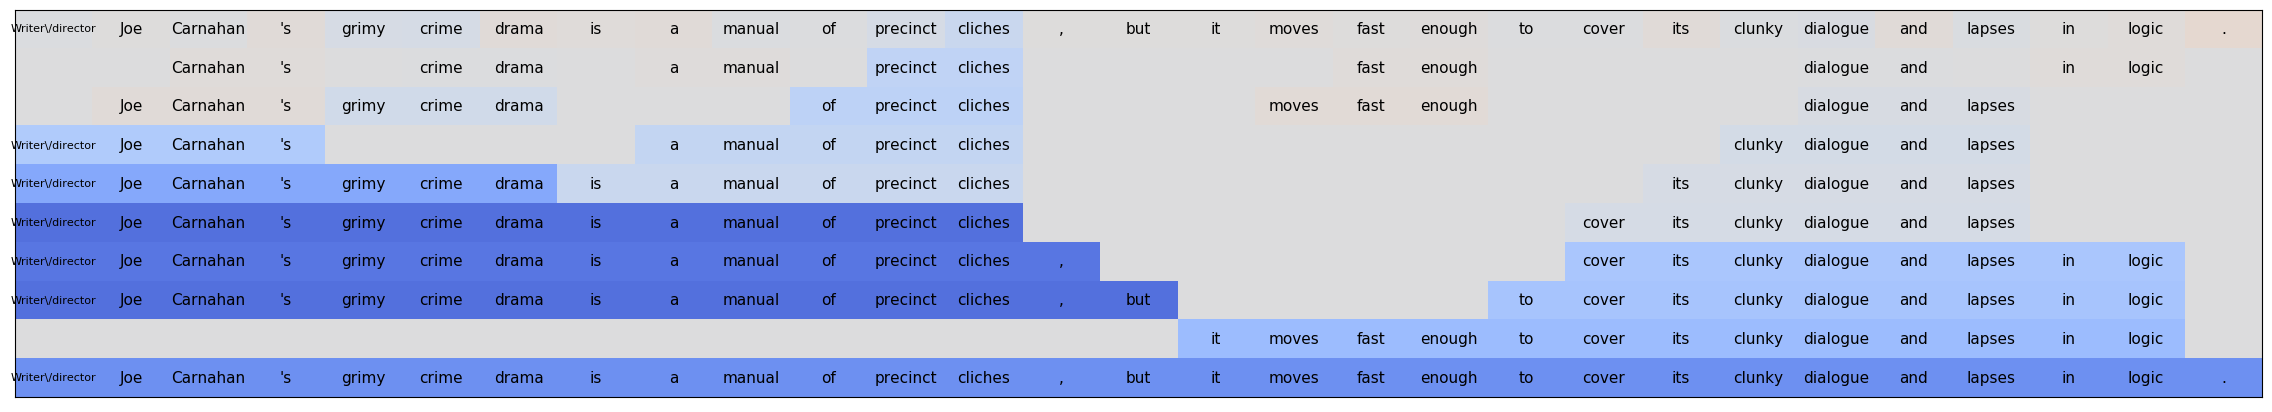 Writer\/director Joe Carnahan 's grimy crime drama is a manual of precinct cliches , but it moves fast enough to cover its clunky dialogue and lapses in logic .
Carnahan 's crime drama a manual precinct cliches fast enough dialogue and in logic
Joe Carnahan 's grimy crime drama of precinct cliches moves fast enough dialogue and lapses
Writer\/director Joe Carnahan 's a manual of precinct cliches clunky dialogue and lapses
Writer\/director Joe Carnahan 's grimy crime drama is a manual of precinct cliches its clunky dialogue and lapses
Writer\/director Joe Carnahan 's grimy crime drama is a manual of precinct cliches cover its clunky dialogue and lapses
Writer\/director Joe Carnahan 's grimy crime drama is a manual of precinct cliches , cover its clunky dialogue and lapses in logic
Writer\/director Joe Carnahan 's grimy crime drama is a manual of precinct cliches , but to cover its clunky dialogue and lapses in logic
it moves fast enough to cover its clunky dialogue and lapses in logic
Writer\/director Joe Carnahan 's grimy crime drama is a manual of precinct cliches , but it moves fast enough to cover its clunky dialogue and lapses in logic .